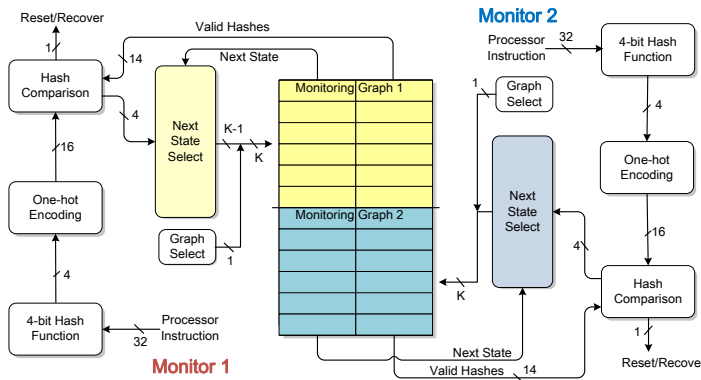 Reset/Recover
Valid Hashes
Monitor 2
1
14
Next State
Processor
Instruction
32
4-bit Hash
Function
Hash
Comparison
4
Monitoring Graph 1
1
Graph
Select
4
16
Next
State
Select
K-1
K
One-hot
Encoding
Next
State
Select
One-hot
Encoding
Monitoring Graph 2
16
Graph
Select
1
4
4
K
Hash
Comparison
4-bit Hash
Function
32
Processor
Instruction
1
Next State
Reset/Recove
Monitor 1
Valid Hashes
14